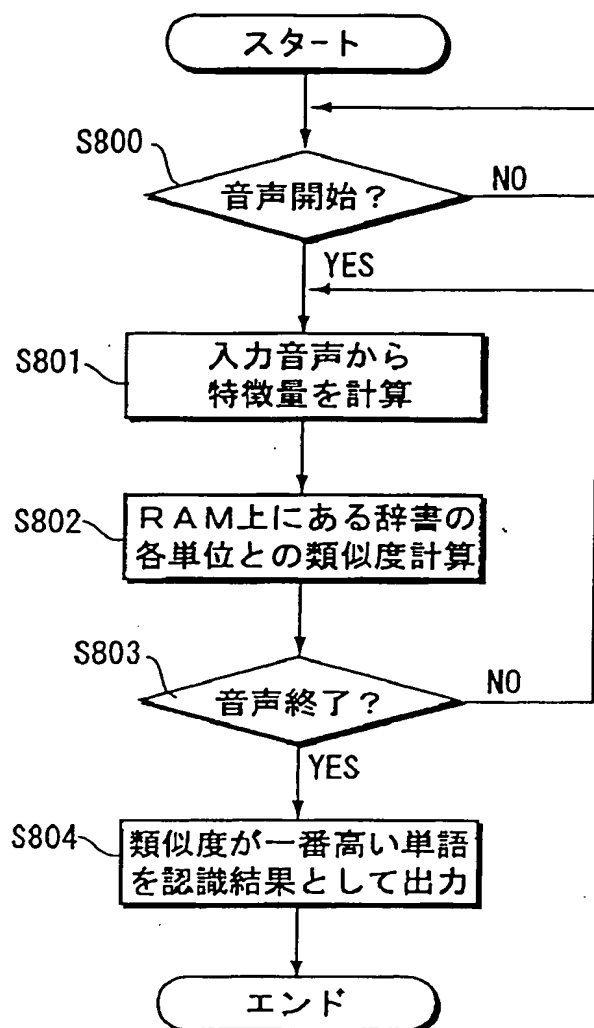 スタート
S800
音声開始?
NO
YES
S801
入力音声から
特徴量を計算
S802
RAM上にある辞書の
各単位との類似度計算
S803
音声終了?
NO
YES
S804
類似度が一番高い単語
を認識結果として出力
エンド